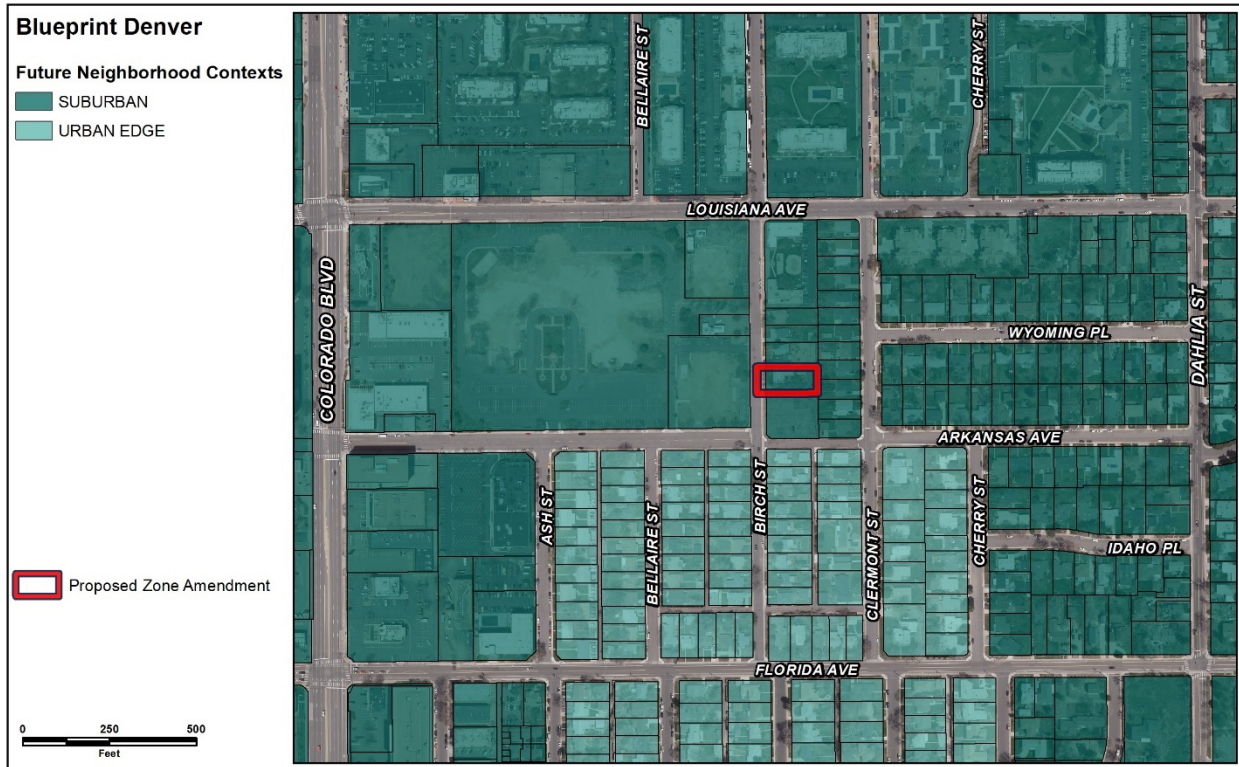 Blueprint Denver
Future Neighborhood Contexts
SUBURBAN
URBAN EDGE
BELLAIRE ST
CHERRY ST
LOUISIANA AVE
COLORADO BLVD
WYOMING PL
DAHLIA ST
ARKANSAS AVE
ASH ST
BELLAIRE ST
BIRCH ST
CLERMONT ST
CHERRY ST
IDAHO PL
FLORIDA AVE
Proposed Zone Amendment
0 250 500
Feet